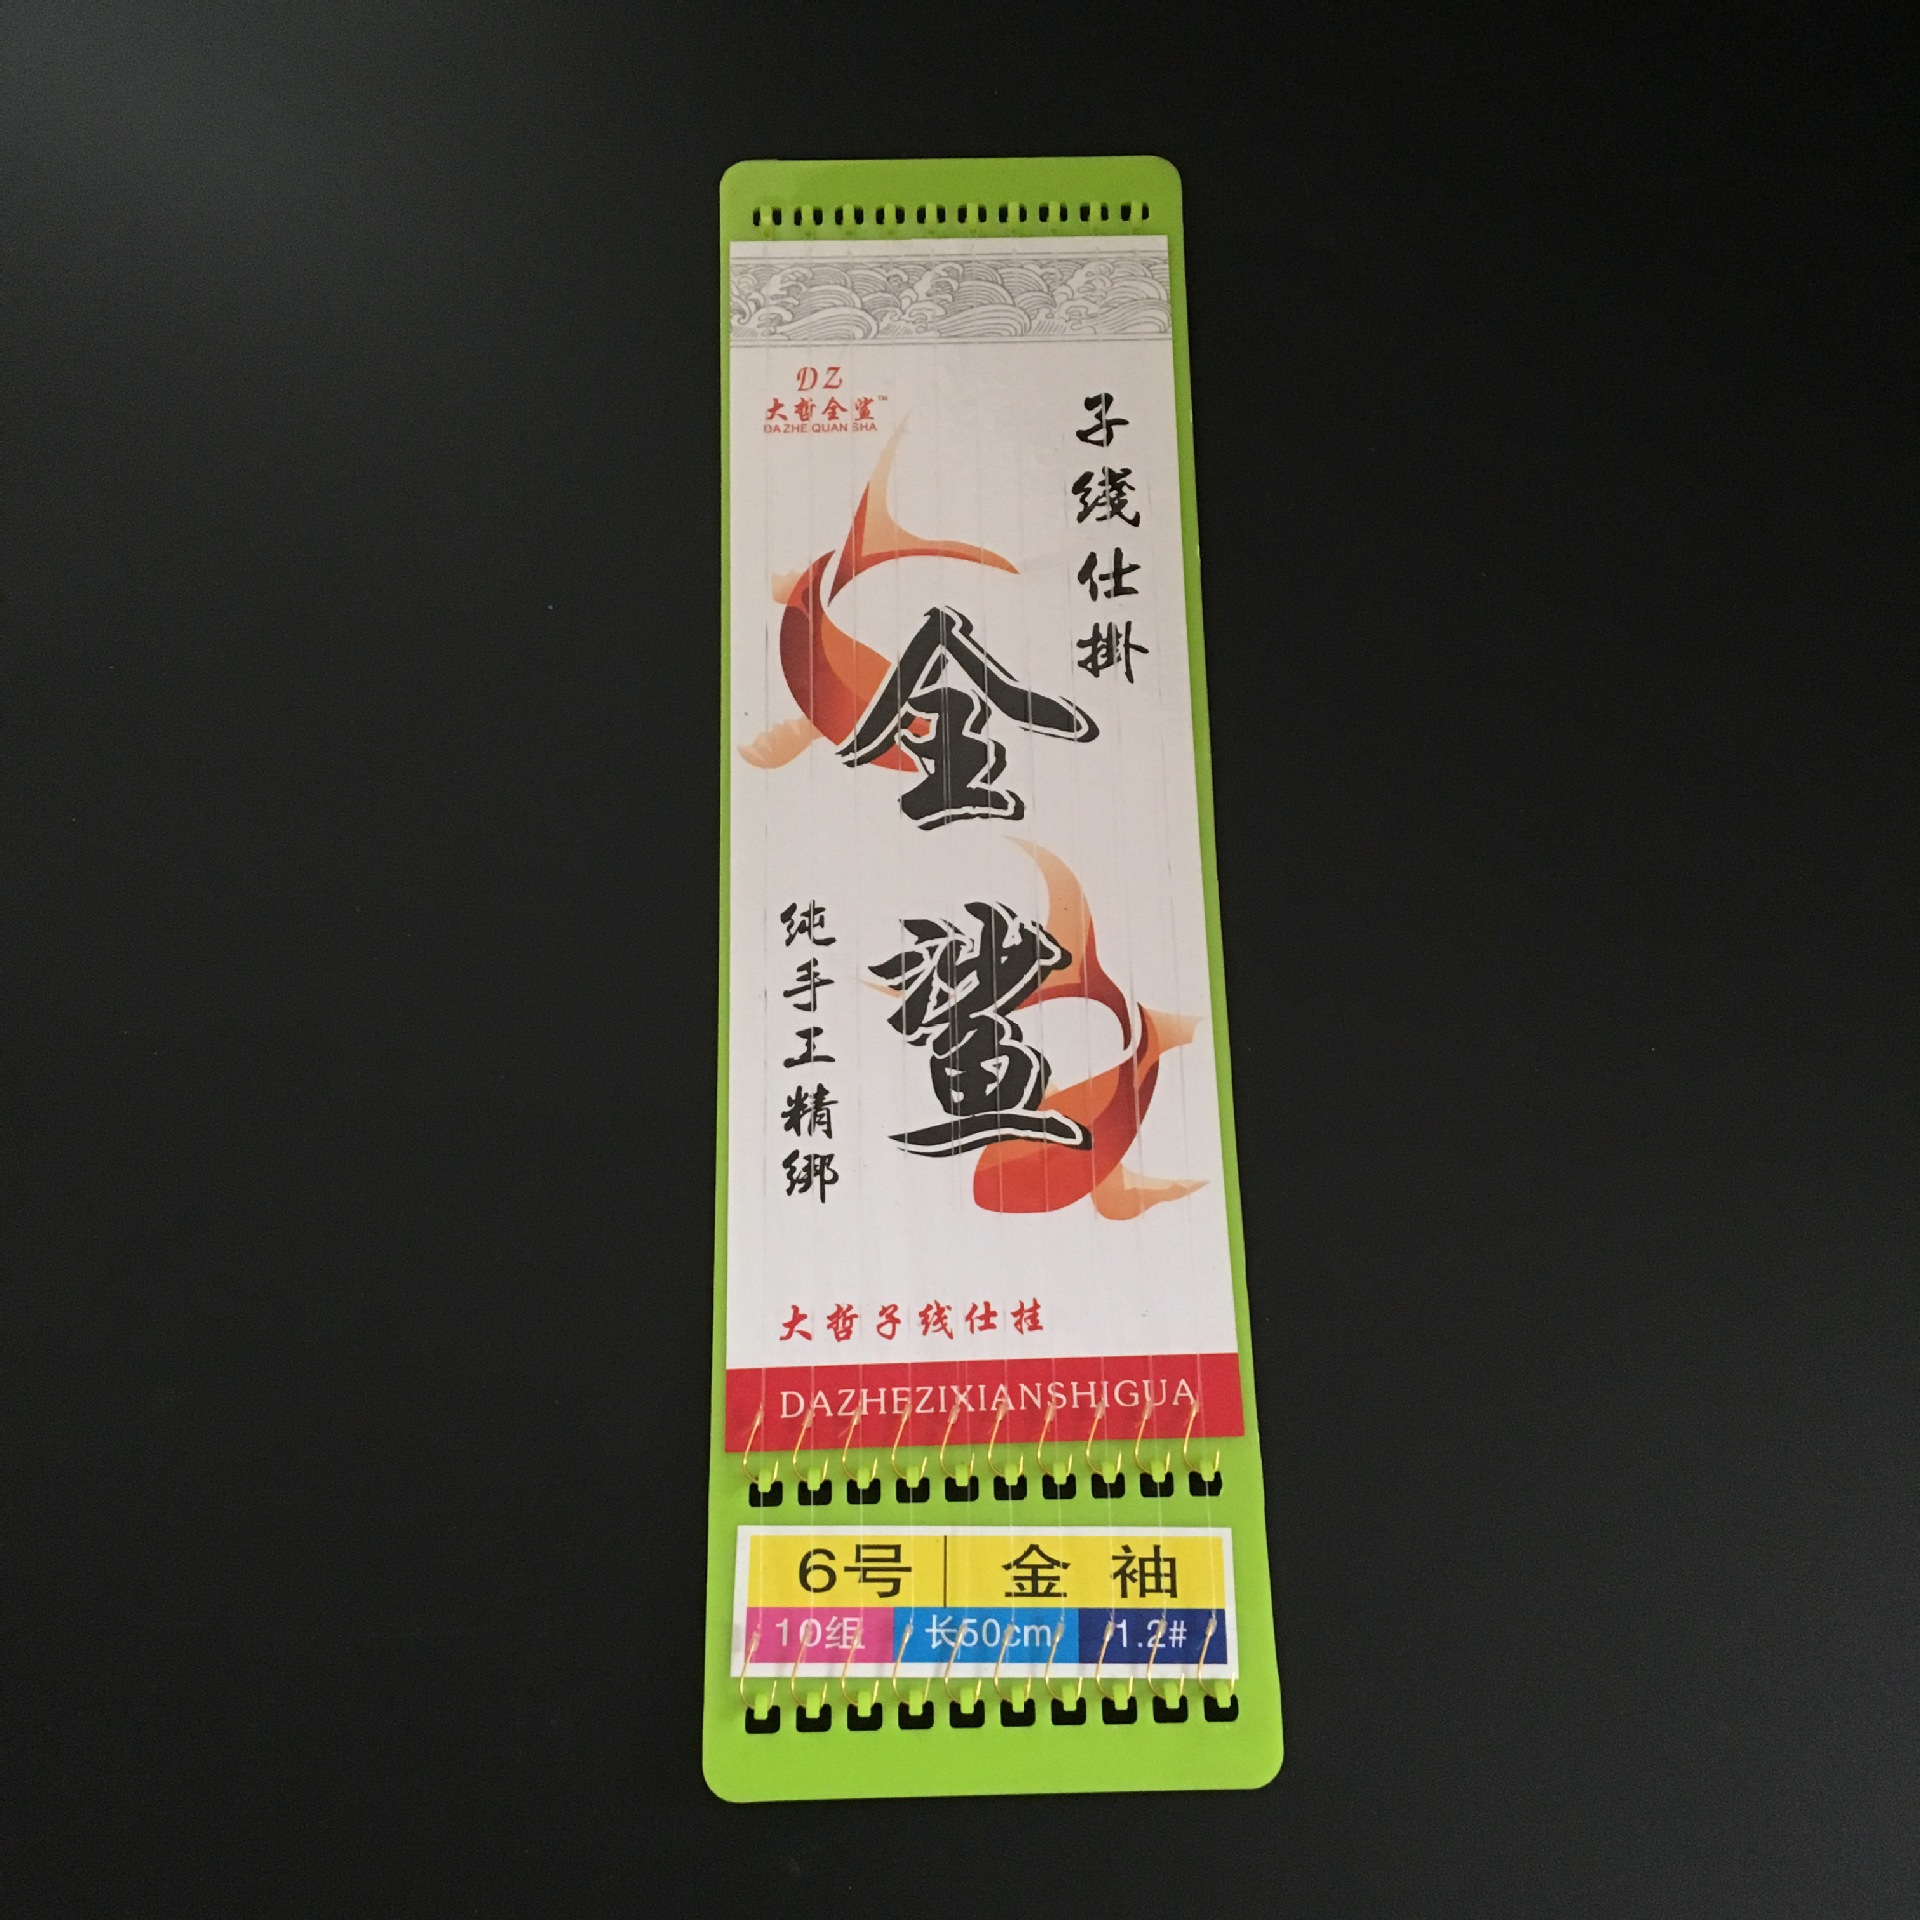 DZ
大哲全鲨™
DA ZHE QUAN SHA
子线仕掛
全鲨
纯手工精绑
大哲子线仕挂
DAZHEZIXIANSHIGUA
6号 金袖
10组 长50cm 1.2#